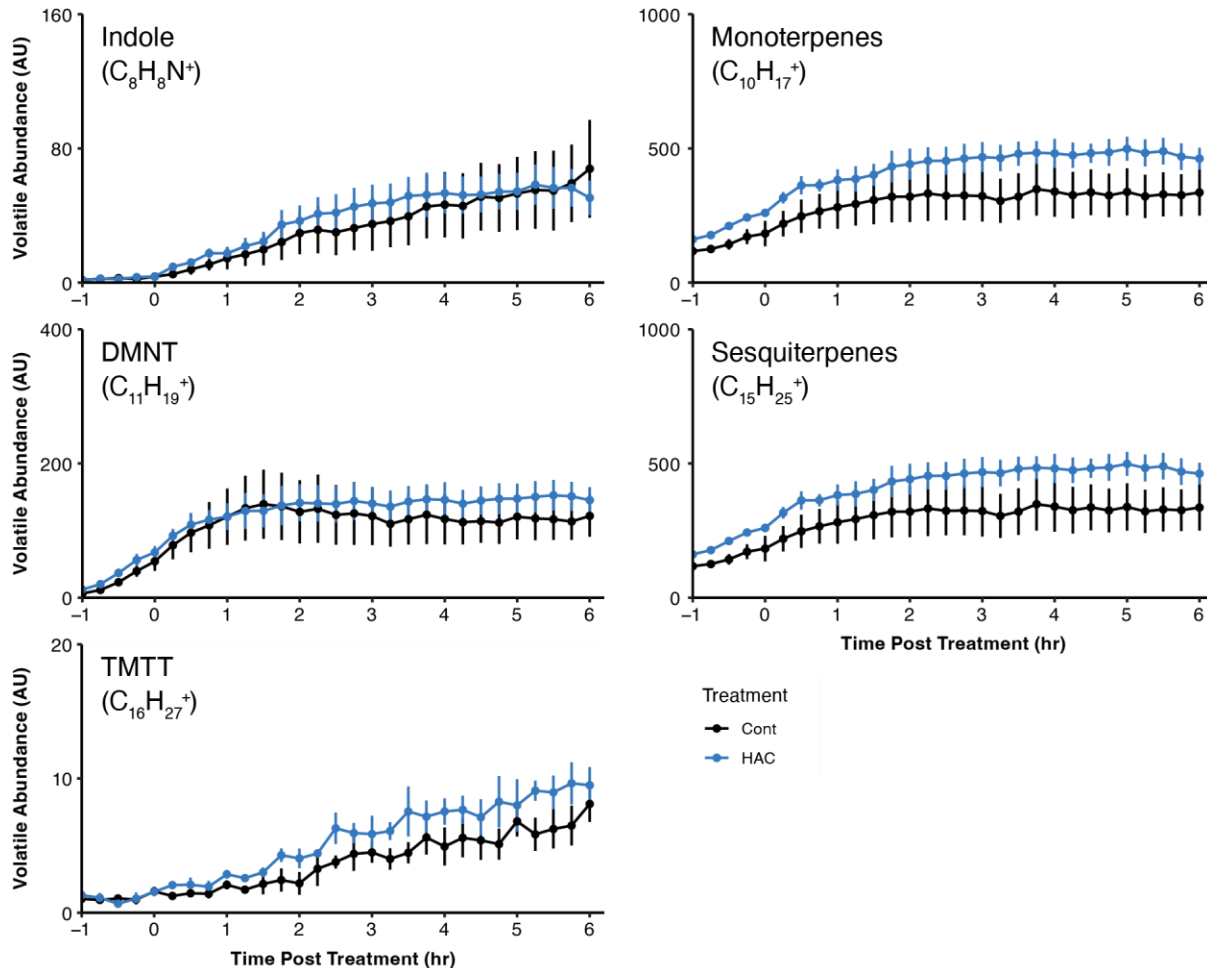 Volatile Abundance (AU)
160
80
0
Indole
(C₈H₈N⁺)
−1 0 1 2 3 4 5 6
1000
500
0
Monoterpenes
(C₁₀H₁₇⁺)
−1 0 1 2 3 4 5 6
Volatile Abundance (AU)
400
200
0
DMNT
(C₁₁H₁₉⁺)
−1 0 1 2 3 4 5 6
1000
500
0
Sesquiterpenes
(C₁₅H₂₅⁺)
−1 0 1 2 3 4 5 6
Time Post Treatment (hr)
Volatile Abundance (AU)
20
10
0
TMTT
(C₁₆H₂₇⁺)
−1 0 1 2 3 4 5 6
Time Post Treatment (hr)
Treatment
Cont
HAC